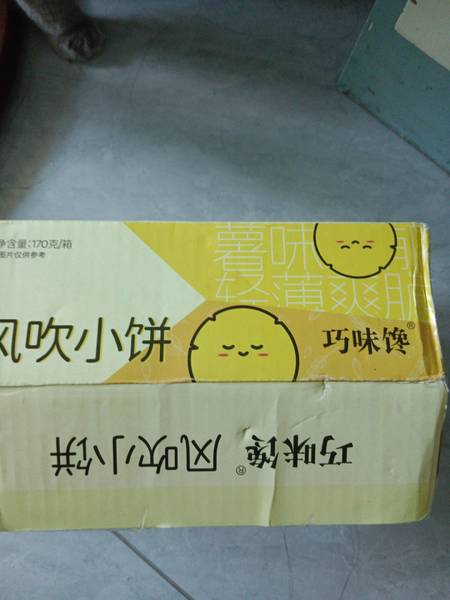 净含量:170克/箱
图片仅供参考
薯味
轻薄爽脆
风吹小饼
巧味馋®
巧味馋® 风吹小饼